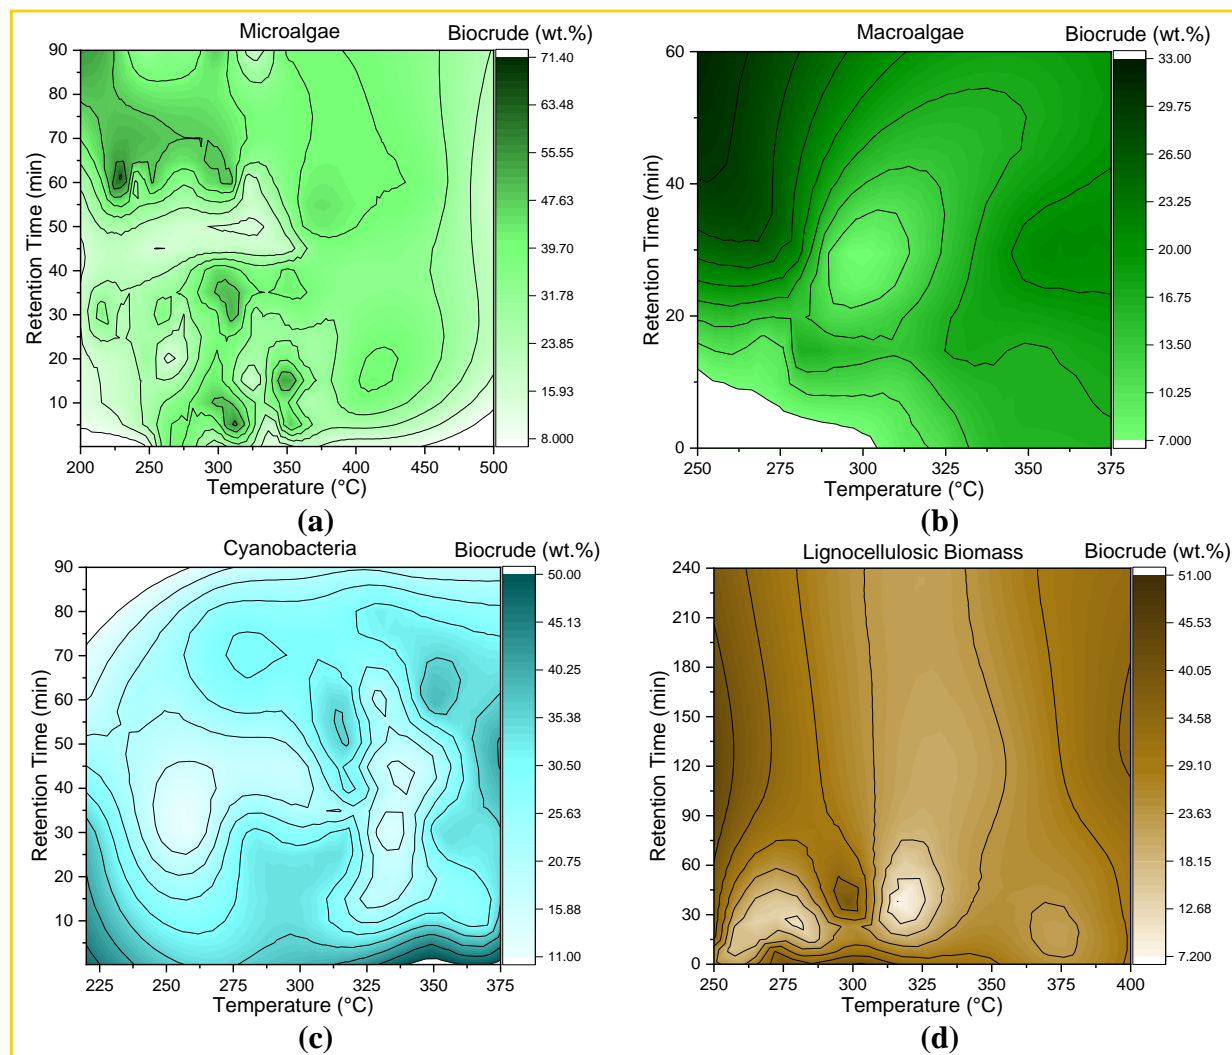 Microalgae
Biocrude (wt.%)
Retention Time (min)
90
80
70
60
50
40
30
20
10
200 250 300 350 400 450 500
Temperature (°C)
71.40
63.48
55.55
47.63
39.70
31.78
23.85
15.93
8.000
(a)
Macroalgae
Biocrude (wt.%)
Retention Time (min)
60
40
20
0
250 275 300 325 350 375
Temperature (°C)
33.00
29.75
26.50
23.25
20.00
16.75
13.50
10.25
7.000
(b)
Cyanobacteria
Biocrude (wt.%)
Retention Time (min)
90
80
70
60
50
40
30
20
10
225 250 275 300 325 350 375
Temperature (°C)
50.00
45.13
40.25
35.38
30.50
25.63
20.75
15.88
11.00
(c)
Lignocellulosic Biomass
Biocrude (wt.%)
Retention Time (min)
240
210
180
150
120
90
60
30
0
250 275 300 325 350 375 400
Temperature (°C)
51.00
45.53
40.05
34.58
29.10
23.63
18.15
12.68
7.200
(d)